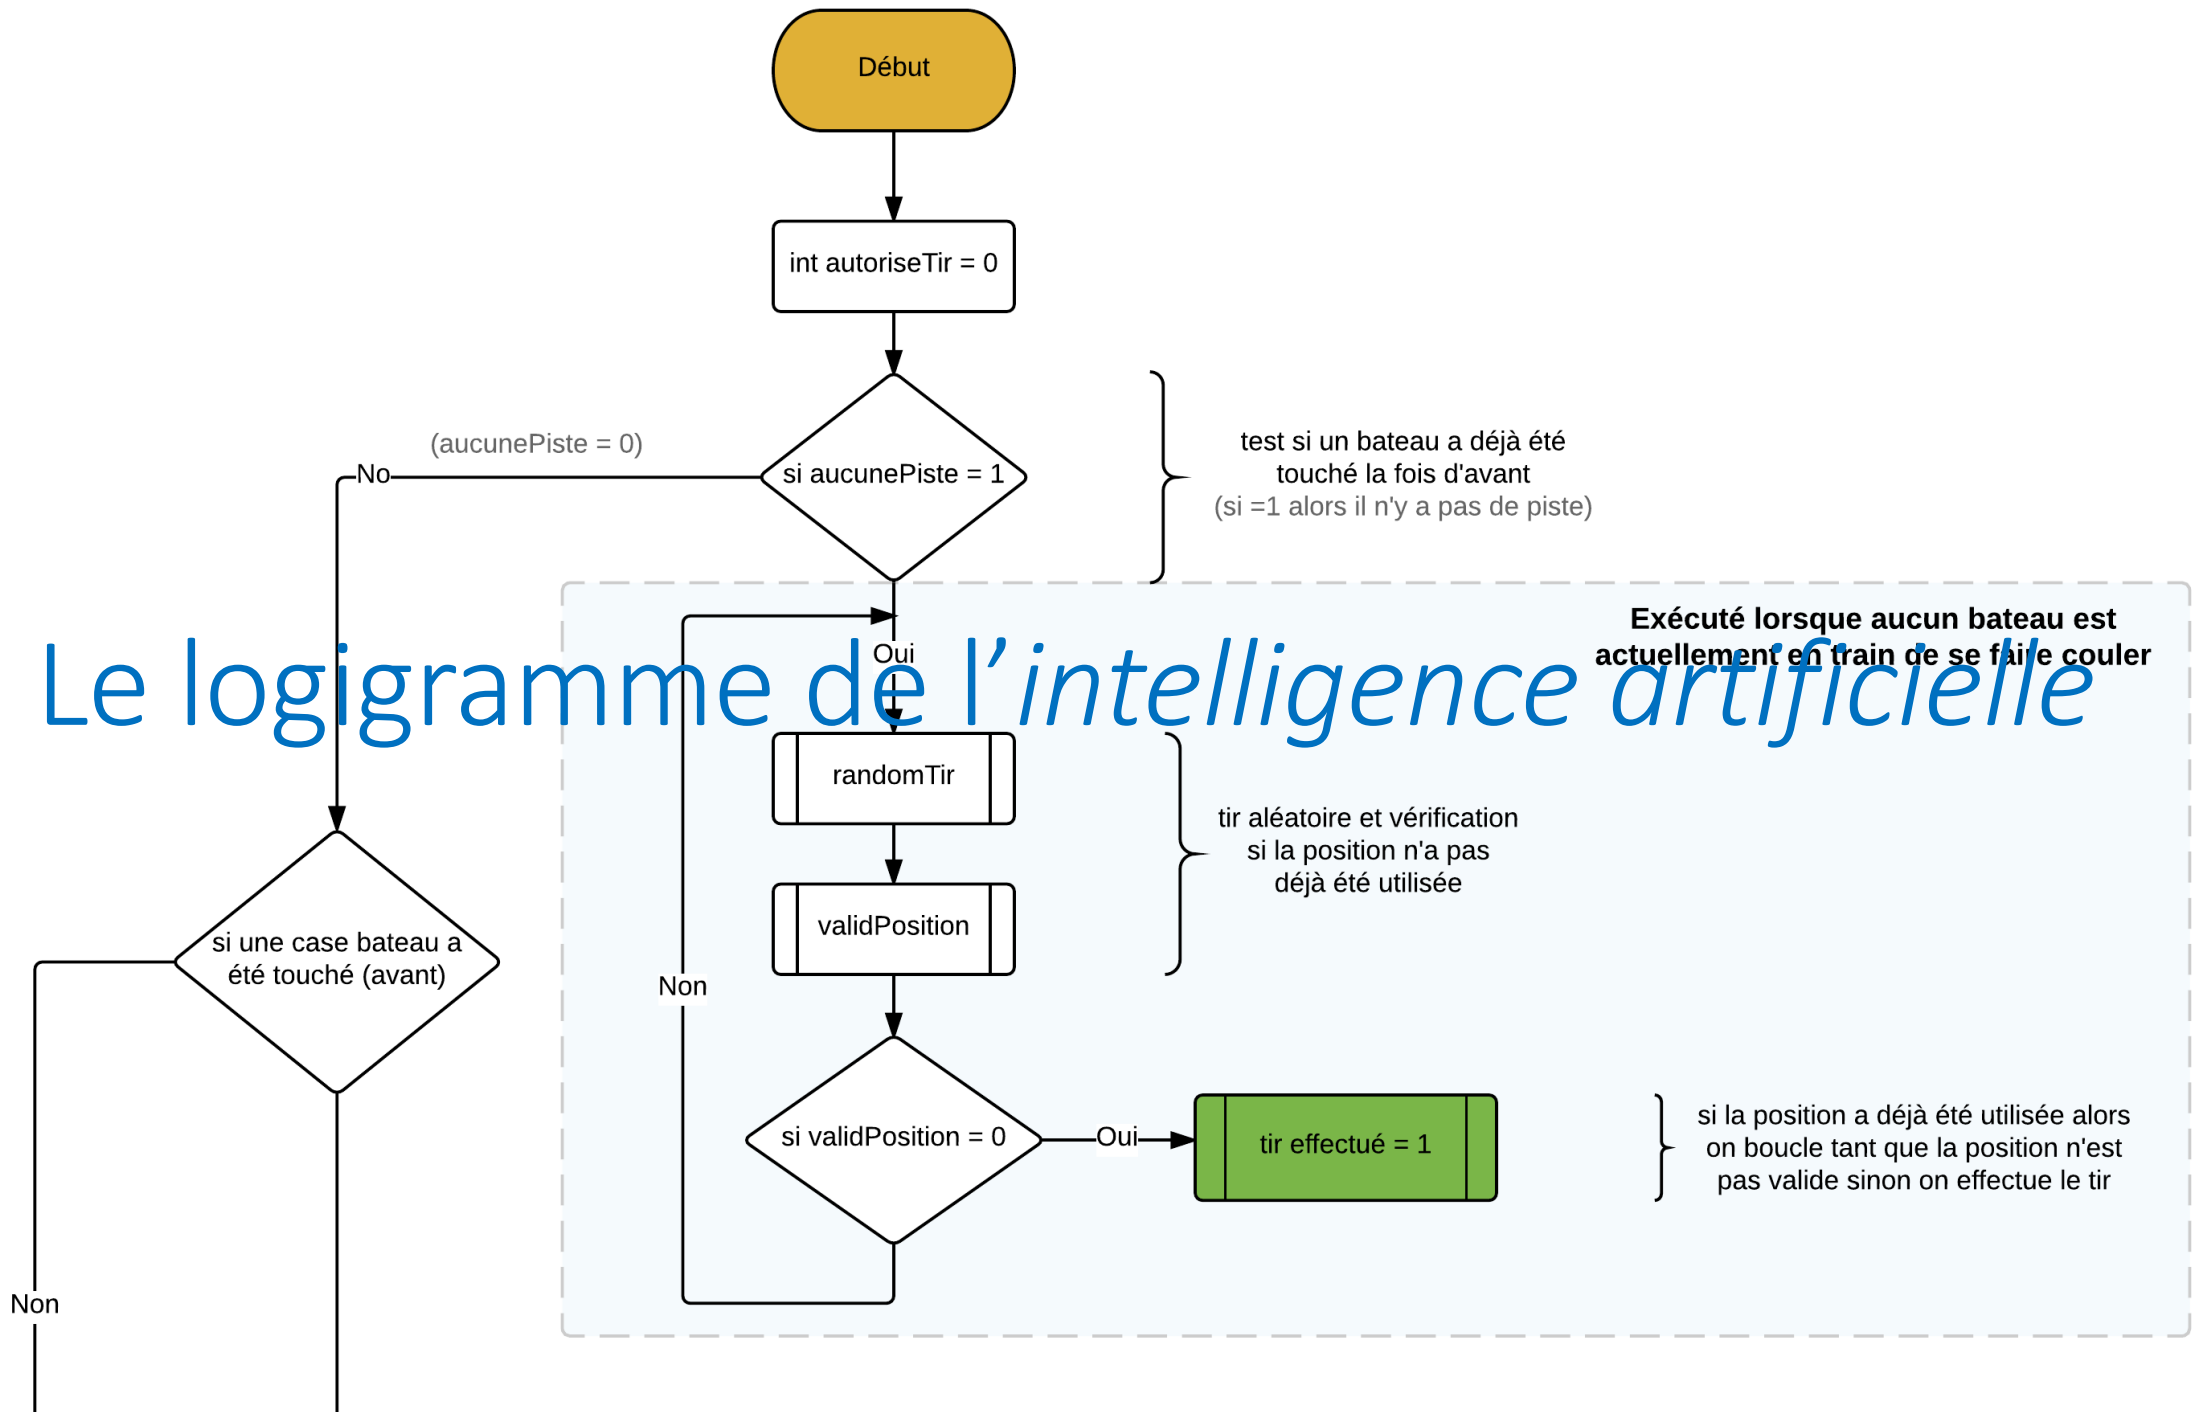 Début
int autoriseTir = 0
(aucunePiste = 0)
No
si aucunePiste = 1
test si un bateau a déjà été
touché la fois d'avant
(si =1 alors il n'y a pas de piste)
Exécuté lorsque aucun bateau est
actuellement en train de se faire couler
Oui
Le logigramme de l’intelligence artificielle
randomTir
tir aléatoire et vérification
si la position n'a pas
déjà été utilisée
validPosition
si une case bateau a
été touché (avant)
Non
si validPosition = 0
Oui
tir effectué = 1
si la position a déjà été utilisée alors
on boucle tant que la position n'est
pas valide sinon on effectue le tir
Non